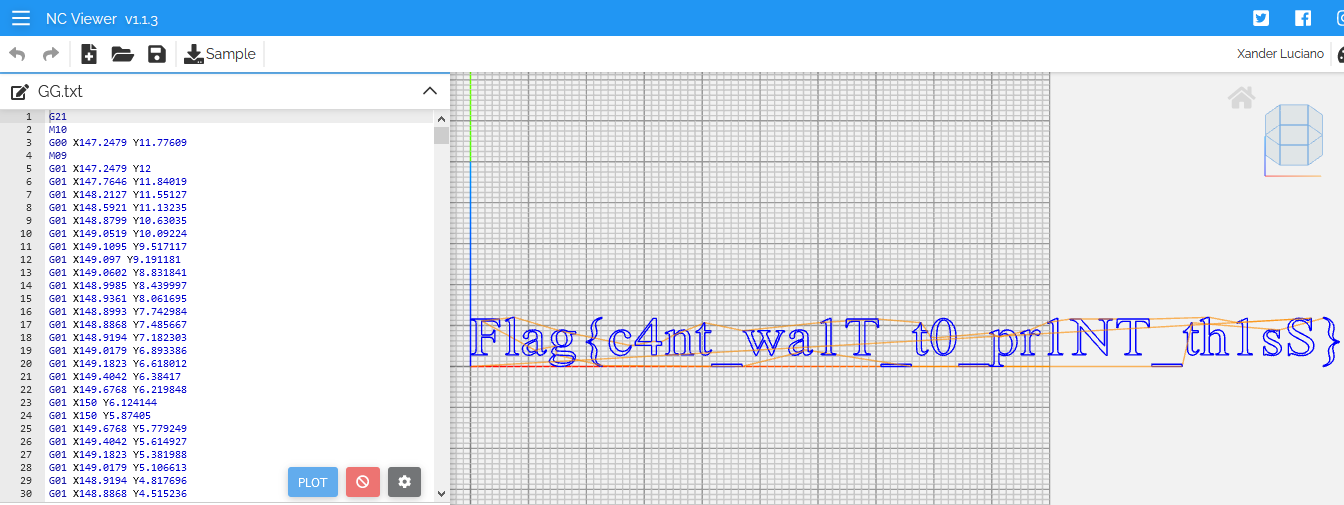 NC Viewer v1.1.3
Sample
Xander Luciano
GG.txt
1 G21
2 M10
3 G00 X147.2479 Y11.77609
4 M09
5 G01 X147.2479 Y12
6 G01 X147.7646 Y11.84019
7 G01 X148.2127 Y11.55127
8 G01 X148.5921 Y11.13235
9 G01 X148.8799 Y10.63035
10 G01 X149.0519 Y10.09224
11 G01 X149.1095 Y9.517117
12 G01 X149.097 Y9.191181
13 G01 X149.0602 Y8.831841
14 G01 X148.9985 Y8.439997
15 G01 X148.9361 Y8.061695
16 G01 X148.8993 Y7.742984
17 G01 X148.8868 Y7.485667
18 G01 X148.9194 Y7.182303
19 G01 X149.0179 Y6.893386
20 G01 X149.1823 Y6.618012
21 G01 X149.4042 Y6.38417
22 G01 X149.6768 Y6.219848
23 G01 X150 Y6.124144
24 G01 X150 Y5.87405
25 G01 X149.6768 Y5.779249
26 G01 X149.4042 Y5.614927
27 G01 X149.1823 Y5.381988
28 G01 X149.0179 Y5.106613
29 G01 X148.9194 Y4.817696
30 G01 X148.8868 Y4.515236
PLOT
Flag{c4nt_wa1T_t0_pr1NT_th1sS}